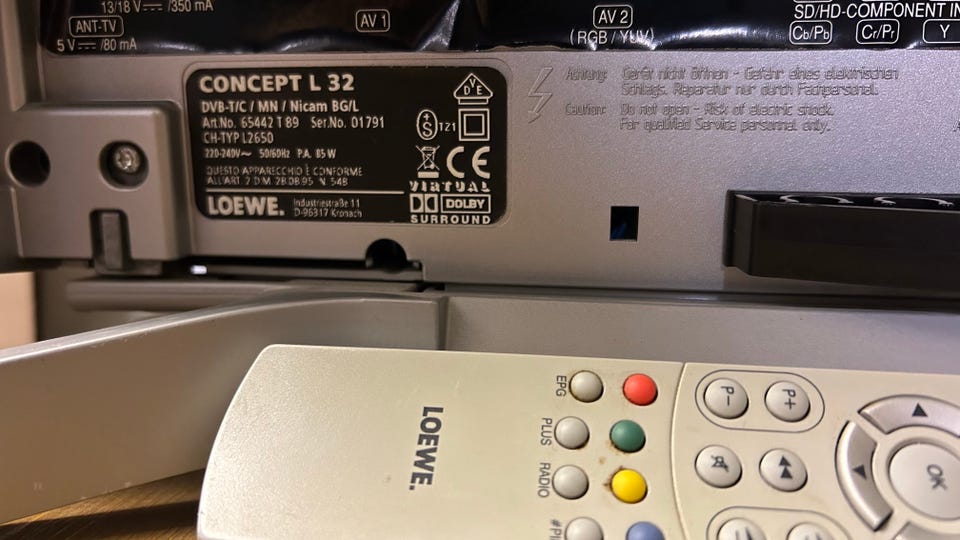 13/18 V ⎓ /350 mA
ANT-TV
5 V ⎓ /80 mA
AV 1
AV 2
(RGB / YUV)
SD/HD-COMPONENT IN
Cb/Pb
Cr/Pr
Y
CONCEPT L 32
DVB-T/C / MN / Nicam BG/L
Art.No. 65442 T 89 Ser.No. 01791
CH-TYP L2650
220-240V~ 50/60Hz P.A. 85 W
QUESTO APPARECCHIO È CONFORME
ALL'ART. 2 D.M. 28.08.95 N. 548
LOEWE.
Industriestraße 11
D-96317 Kronach
VDE
S
T21
CE
VIRTUAL
DOLBY
SURROUND
Achtung: Gerät nicht öffnen - Gefahr eines elektrischen
Schlags. Reparatur nur durch Fachpersonal.
Caution: Do not open - Risk of electric shock.
For qualified Service personnel only.
LOEWE.
EPG
PLUS
RADIO
P-
P+
OK